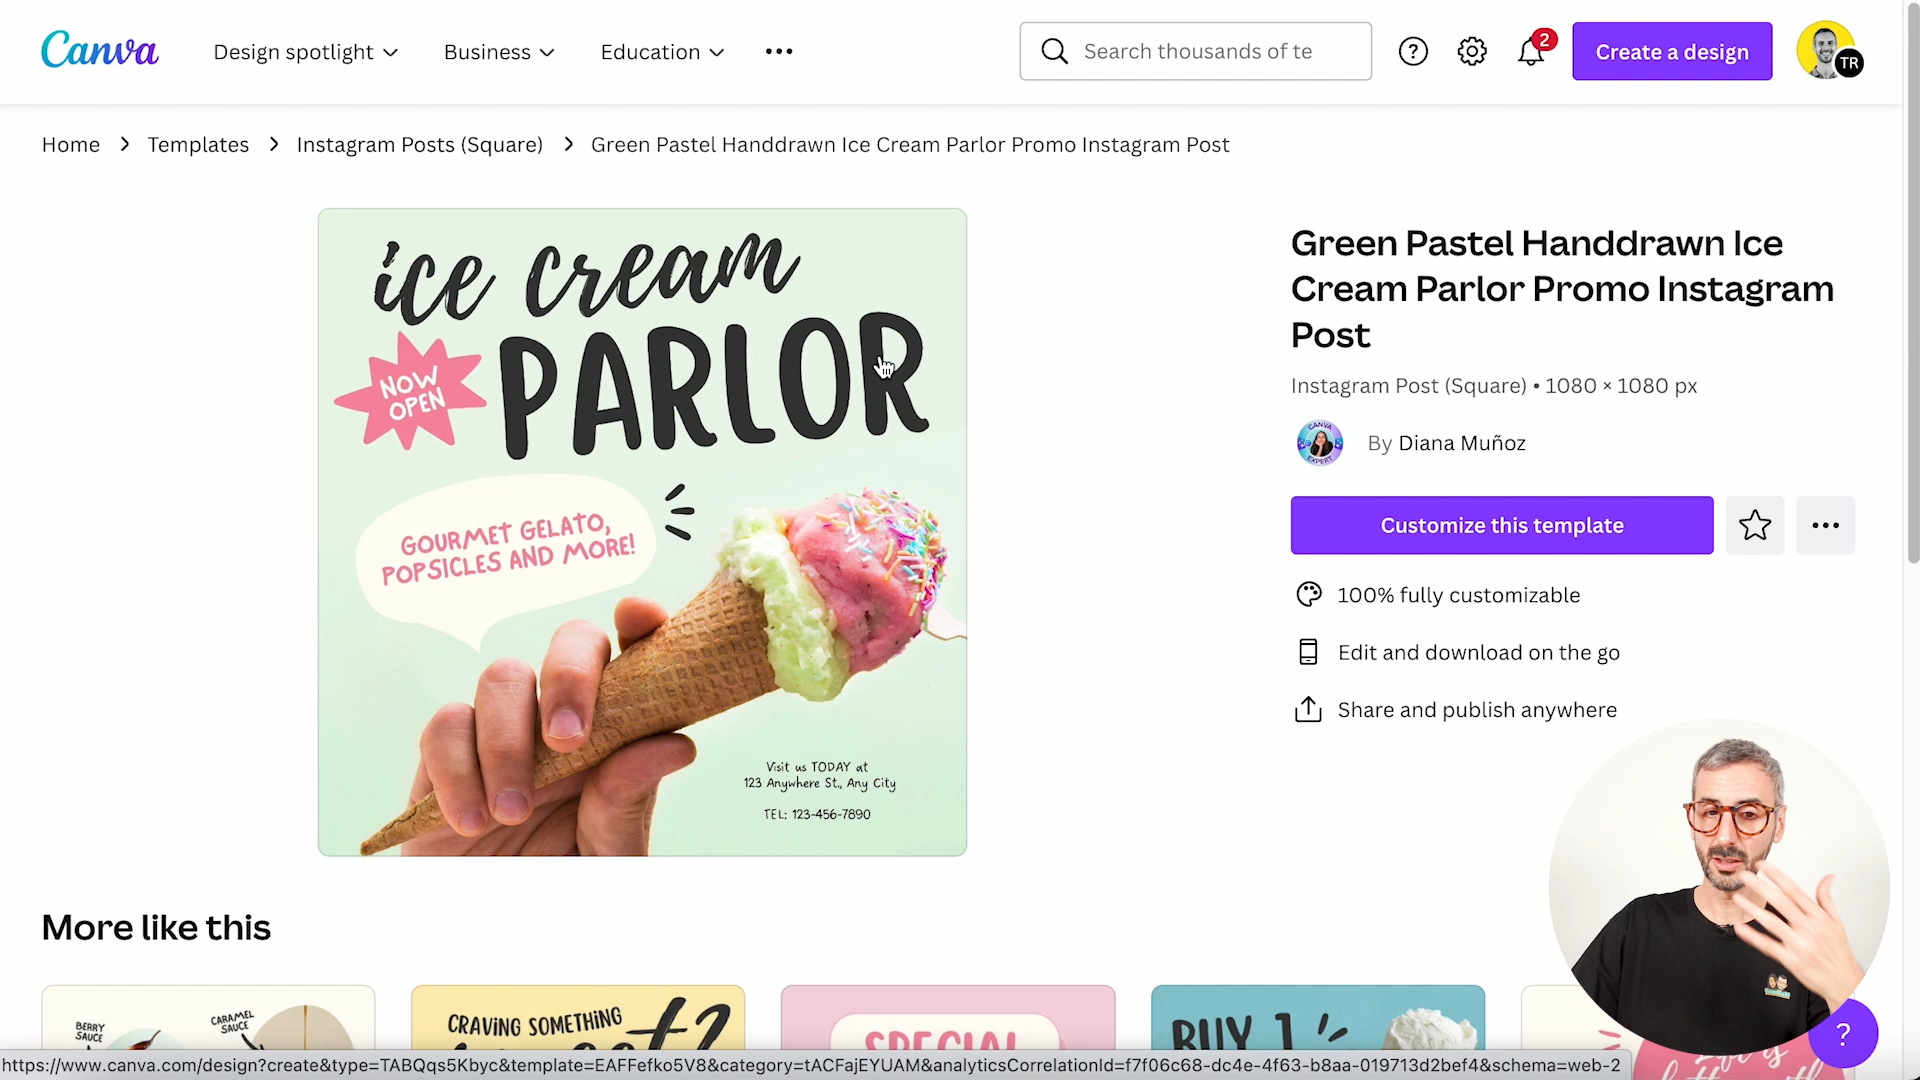 Canva
Design spotlight
Business
Education
Search thousands of te
2
Create a design
TR
Home
Templates
Instagram Posts (Square)
Green Pastel Handdrawn Ice Cream Parlor Promo Instagram Post
ice cream
PARLOR
NOW
OPEN
GOURMET GELATO,
POPSICLES AND MORE!
Visit us TODAY at
123 Anywhere St., Any City
TEL: 123-456-7890
Green Pastel Handdrawn Ice
Cream Parlor Promo Instagram
Post
Instagram Post (Square) • 1080 × 1080 px
CANVA
EXPERT
By Diana Muñoz
Customize this template
100% fully customizable
Edit and download on the go
Share and publish anywhere
More like this
BERRY
SAUCE
CARAMEL
SAUCE
CRAVING SOMETHING
SPECIAL
BUY 1
?
https://www.canva.com/design?create&type=TABQqs5Kbyc&template=EAFFefko5V8&category=tACFajEYUAM&analyticsCorrelationId=f7f06c68-dc4e-4f63-b8aa-019713d2bef4&schema=web-2